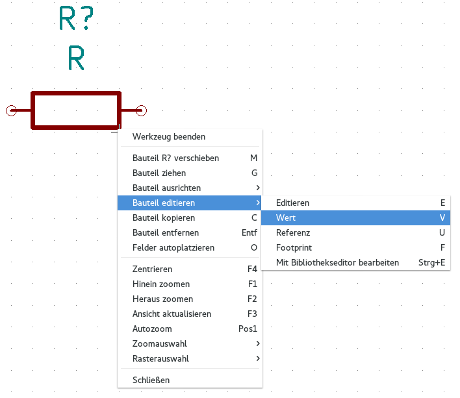 R?
R
Werkzeug beenden
Bauteil R? verschieben M
Bauteil ziehen G
Bauteil ausrichten
Bauteil editieren
Bauteil kopieren C
Bauteil entfernen Entf
Felder autoplatzieren O
Zentrieren F4
Hinein zoomen F1
Heraus zoomen F2
Ansicht aktualisieren F3
Autozoom Pos1
Zoomauswahl
Rasterauswahl
Schließen
Editieren E
Wert V
Referenz U
Footprint F
Mit Bibliothekseditor bearbeiten Strg+E